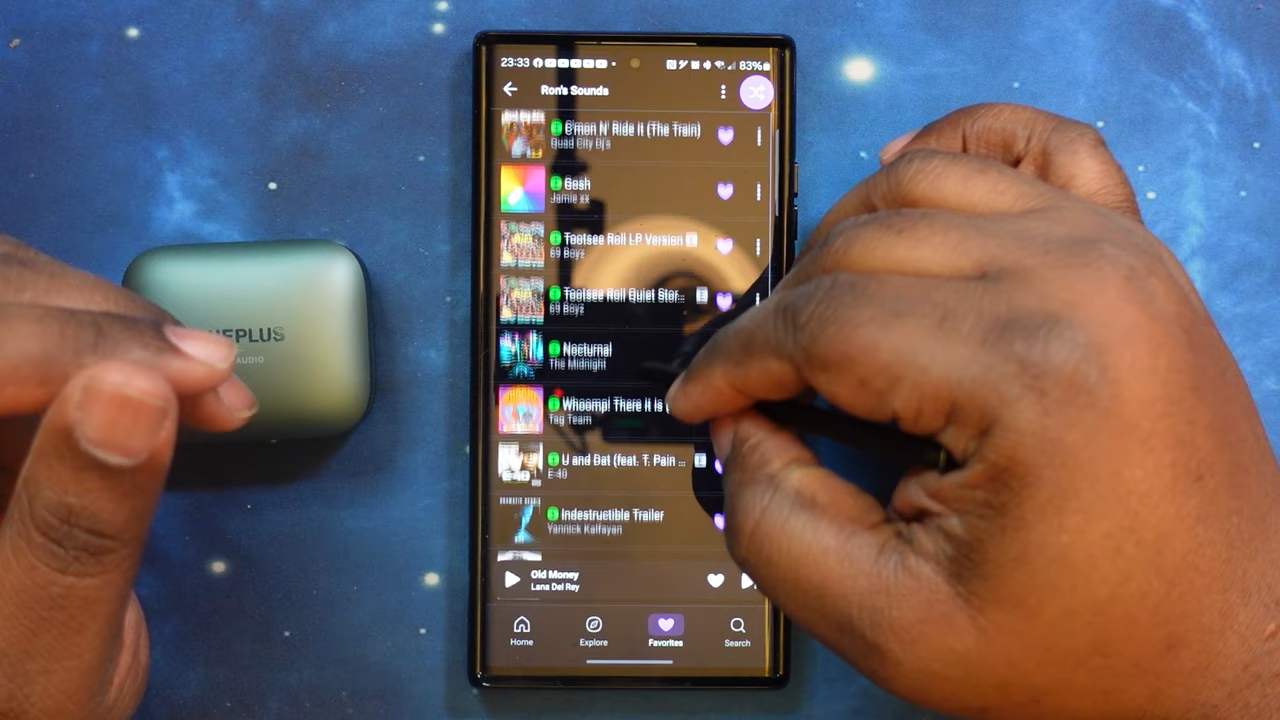 23:33
83%
Ron's Sounds
C'mon N' Ride it (The Train)
Quad City Dj's
Gosh
Jamie xx
Tootsee Roll LP Version
69 Boyz
Tootsee Roll Quiet Stor...
69 Boyz
Nocturnal
The Midnight
Whoomp! There It Is
Tag Team
U and Dat (feat. T. Pain ...
E-40
Indestructible Trailer
Yannick Kalfayan
Old Money
Lana Del Rey
Home
Explore
Favorites
Search
NEPLUS
AUDIO